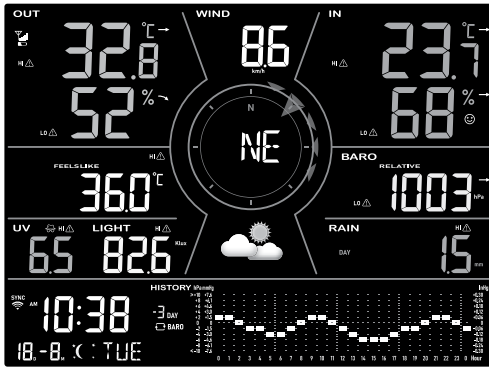 OUT
32.8 °C
HI
52 %
LO
WIND
8.6
km/h
N
NE
IN
23.7 °C
HI
68 %
LO
FEELSLIKE
HI
36.0 °C
BARO
RELATIVE
LO
1003 hPa
UV HI
6.5
LIGHT HI
82.6 Klux
RAIN HI
DAY
1.5 mm
SYNC
AM 10:38
18.D -8.M TUE
HISTORY hPa mmHg
-3 DAY
BARO
inHg
0 1 2 3 4 5 6 7 8 9 10 11 12 13 14 15 16 17 18 19 20 21 22 23 0 Hour